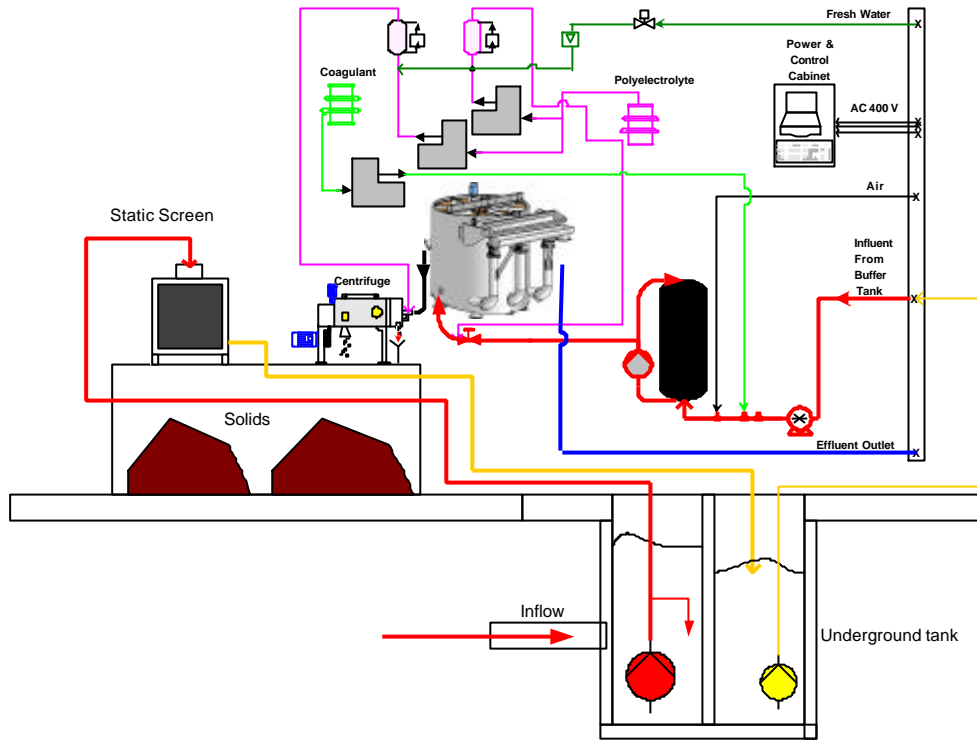 Fresh Water
Power &
Control
Cabinet
Coagulant
Polyelectrolyte
AC 400 V
Air
Static Screen
Influent
From
Buffer
Tank
Centrifuge
Solids
Effluent Outlet
Inflow
Underground tank